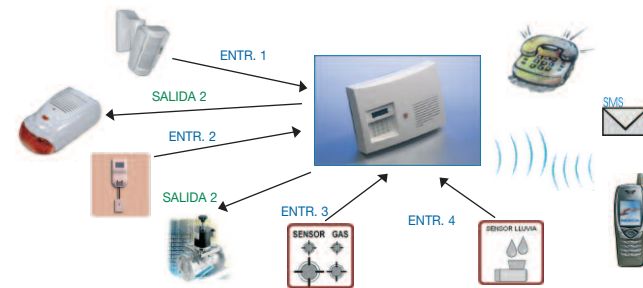 ENTR. 1
SALIDA 2
SMS
ENTR. 2
SALIDA 2
ENTR. 3
ENTR. 4
SENSOR GAS
SENSOR LLUVIA